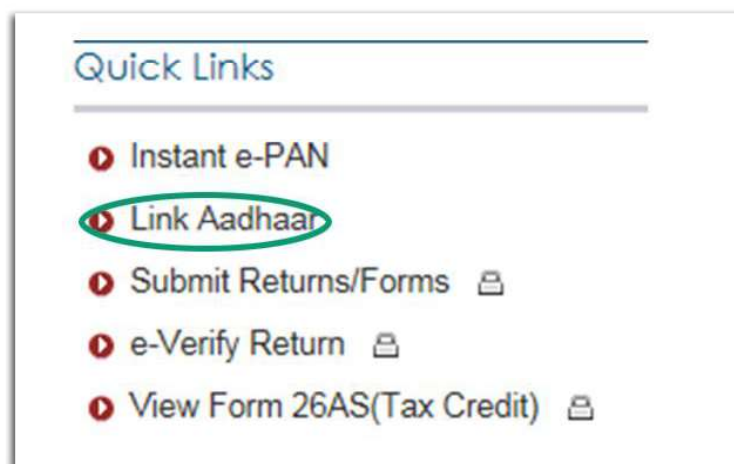 Quick Links
Instant e-PAN
Link Aadhaar
Submit Returns/Forms
e-Verify Return
View Form 26AS(Tax Credit)